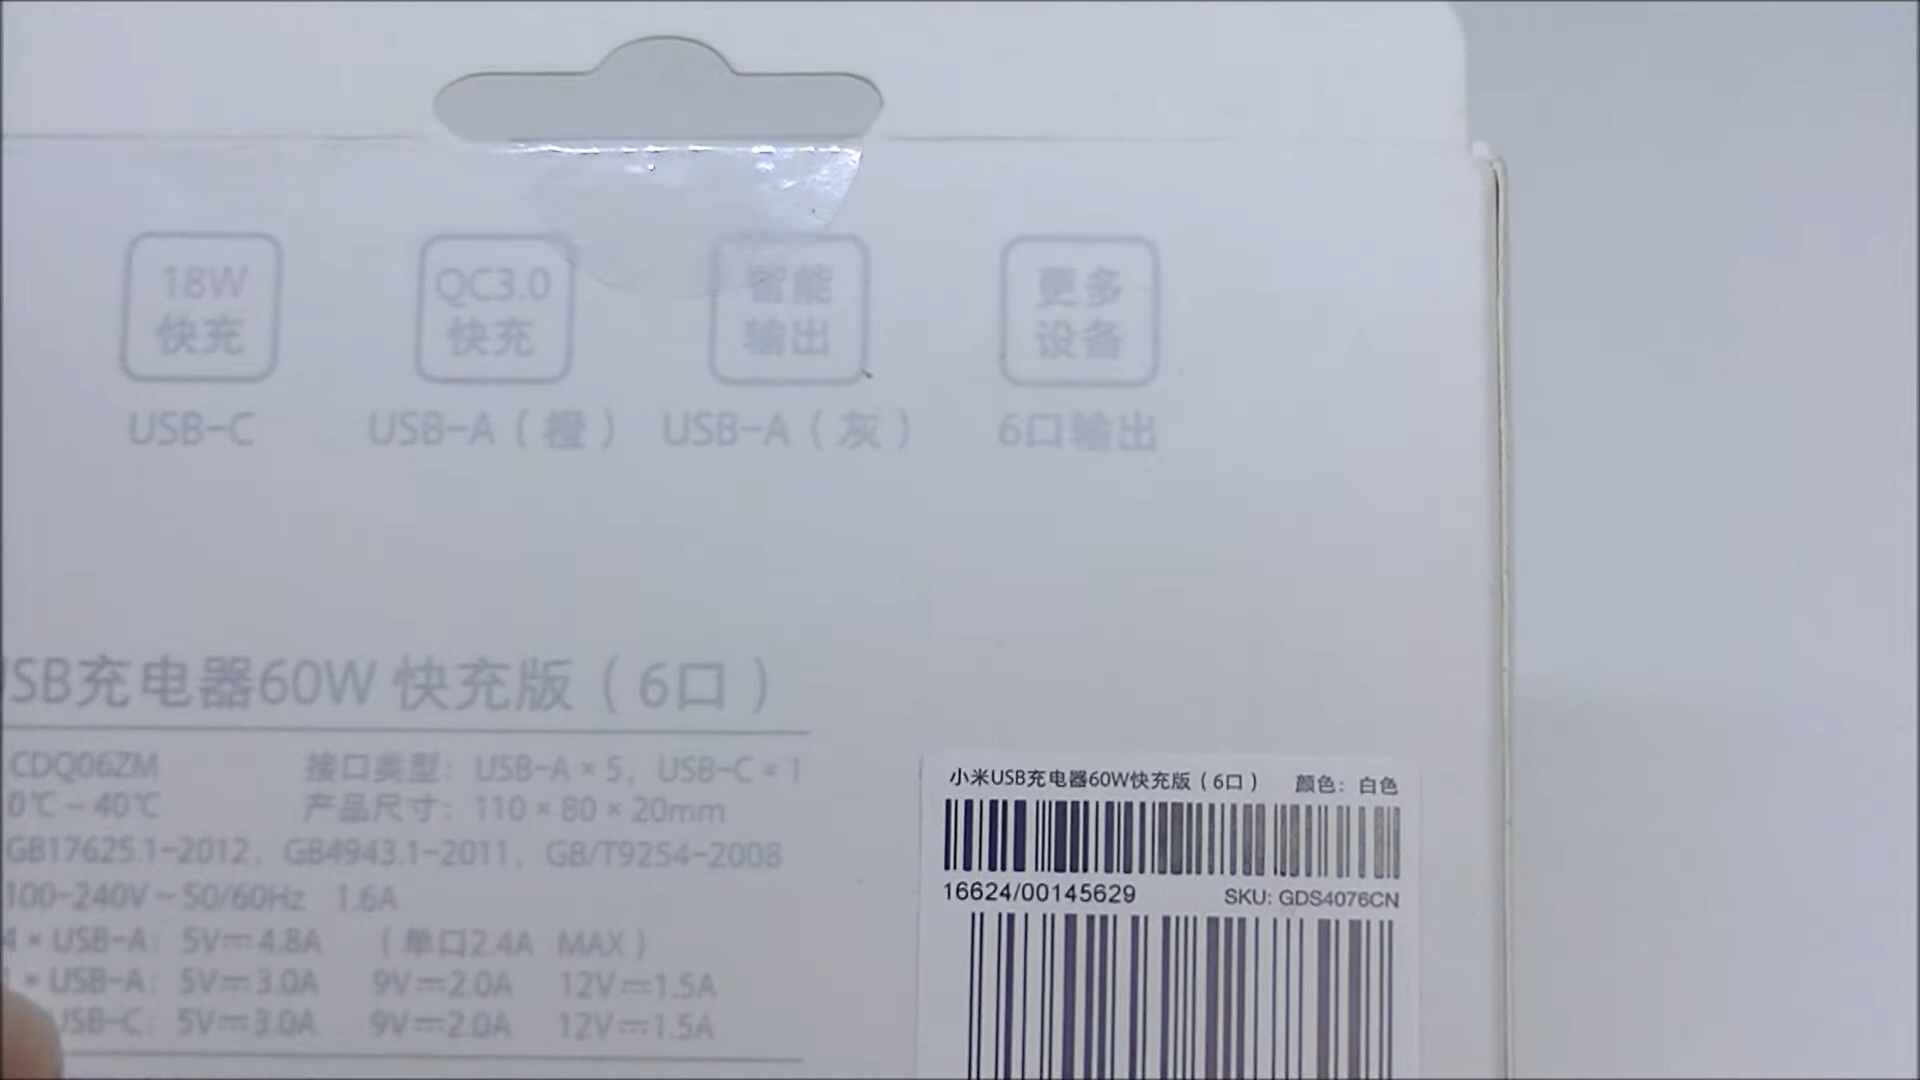 18W
快充
USB-C
QC3.0
快充
USB-A（橙）
智能
输出
USB-A（灰）
更多
设备
6口输出
USB充电器60W 快充版（6口）
CDQ06ZM 接口类型：USB-A × 5，USB-C × 1
0℃~40℃ 产品尺寸：110 × 80 × 20mm
GB17625.1-2012，GB4943.1-2011，GB/T9254-2008
100-240V~50/60Hz 1.6A
4 × USB-A：5V⎓4.8A （单口2.4A MAX）
1 × USB-A：5V⎓3.0A 9V⎓2.0A 12V⎓1.5A
USB-C：5V⎓3.0A 9V⎓2.0A 12V⎓1.5A
小米USB充电器60W快充版（6口） 颜色：白色
16624/00145629 SKU: GDS4076CN